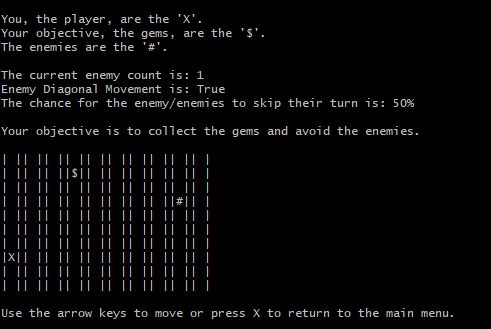 You, the player, are the 'X'.
Your objective, the gems, are the '$'.
The enemies are the '#'.
The current enemy count is: 1
Enemy Diagonal Movement is: True
The chance for the enemy/enemies to skip their turn is: 50%
Your objective is to collect the gems and avoid the enemies.
| || || || || || || || || || |
| || || ||$|| || || || || || |
| || || || || || || || || || |
| || || || || || || || ||#|| |
| || || || || || || || || || |
| || || || || || || || || || |
| || || || || || || || || || |
|X|| || || || || || || || || |
| || || || || || || || || || |
| || || || || || || || || || |
Use the arrow keys to move or press X to return to the main menu.